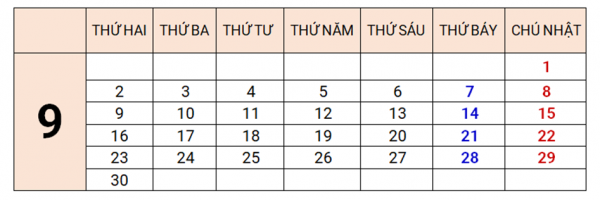 THỨ HAI THỨ BA THỨ TƯ THỨ NĂM THỨ SÁU THỨ BẢY CHÚ NHẬT
1
2 3 4 5 6 7 8
9
9 10 11 12 13 14 15
16 17 18 19 20 21 22
23 24 25 26 27 28 29
30